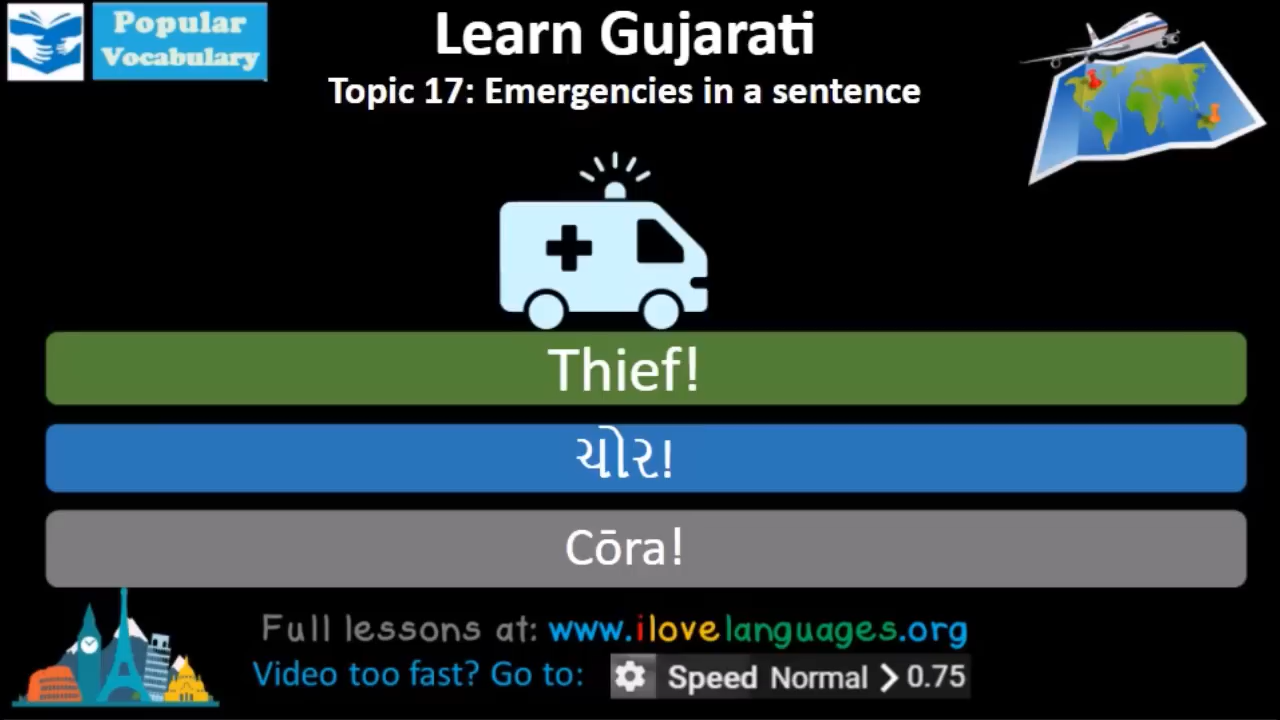 Popular
Vocabulary
Learn Gujarati
Topic 17: Emergencies in a sentence
Thief!
ચોર!
Cōra!
Full lessons at: www.ilovelanguages.org
Video too fast? Go to: Speed Normal > 0.75